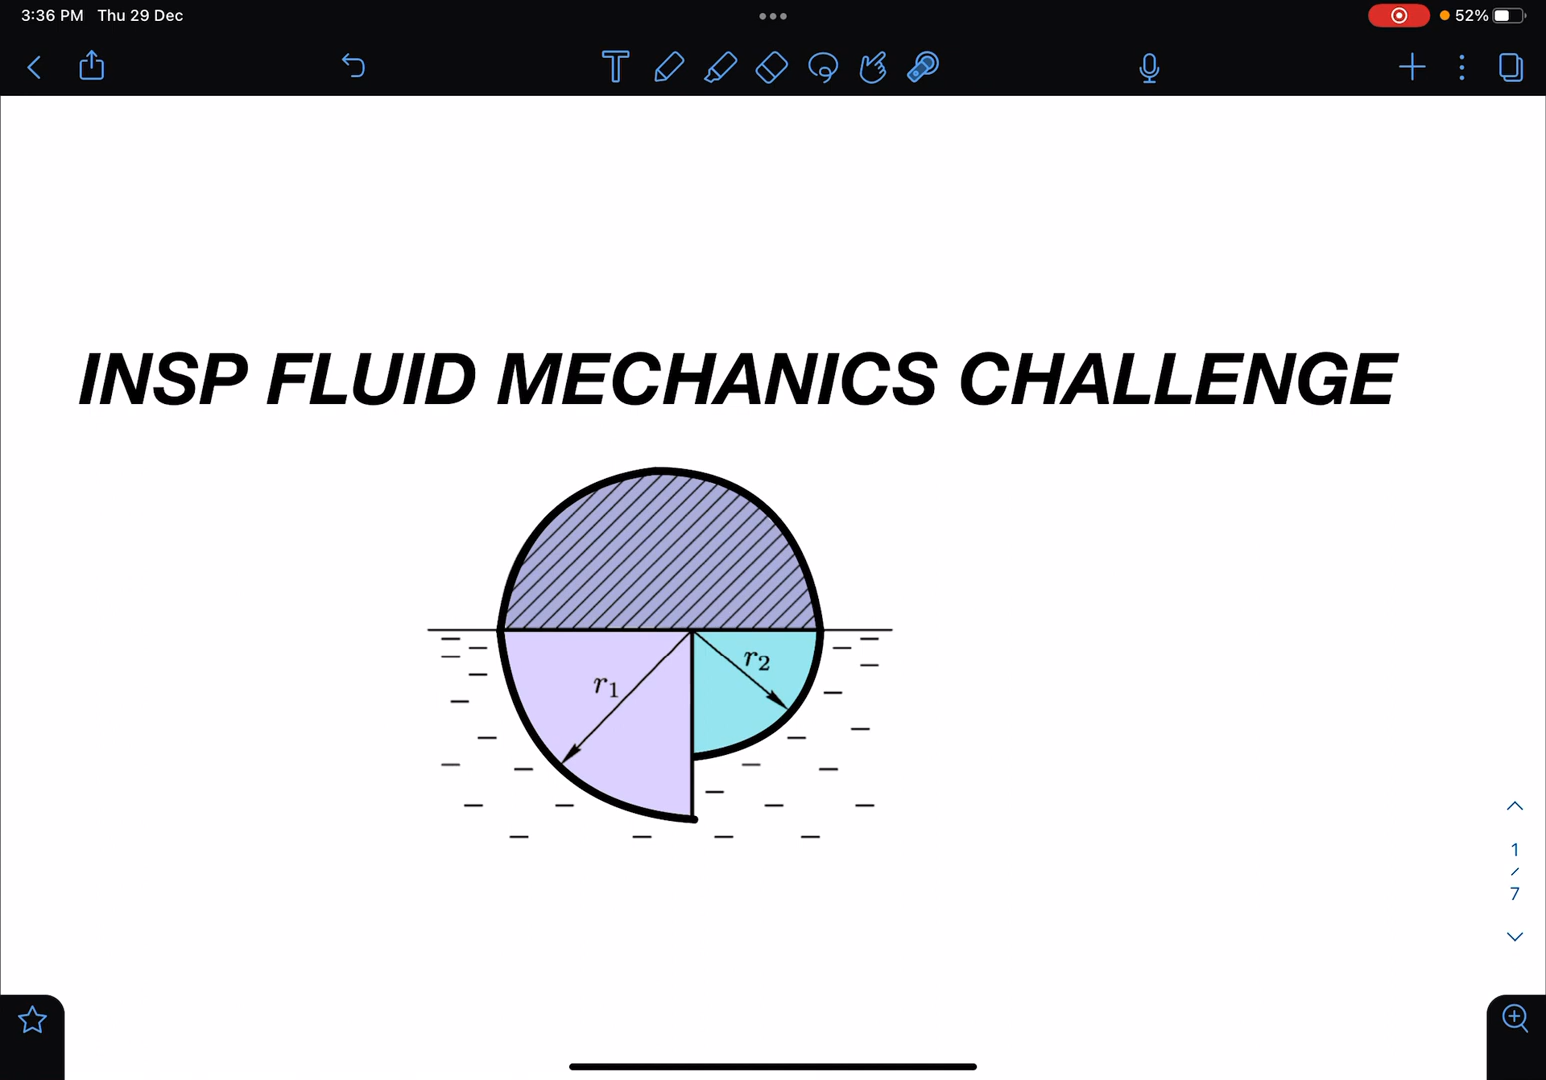 3:36 PM Thu 29 Dec
52%
INSP FLUID MECHANICS CHALLENGE
r₂
r₁
1
/
7